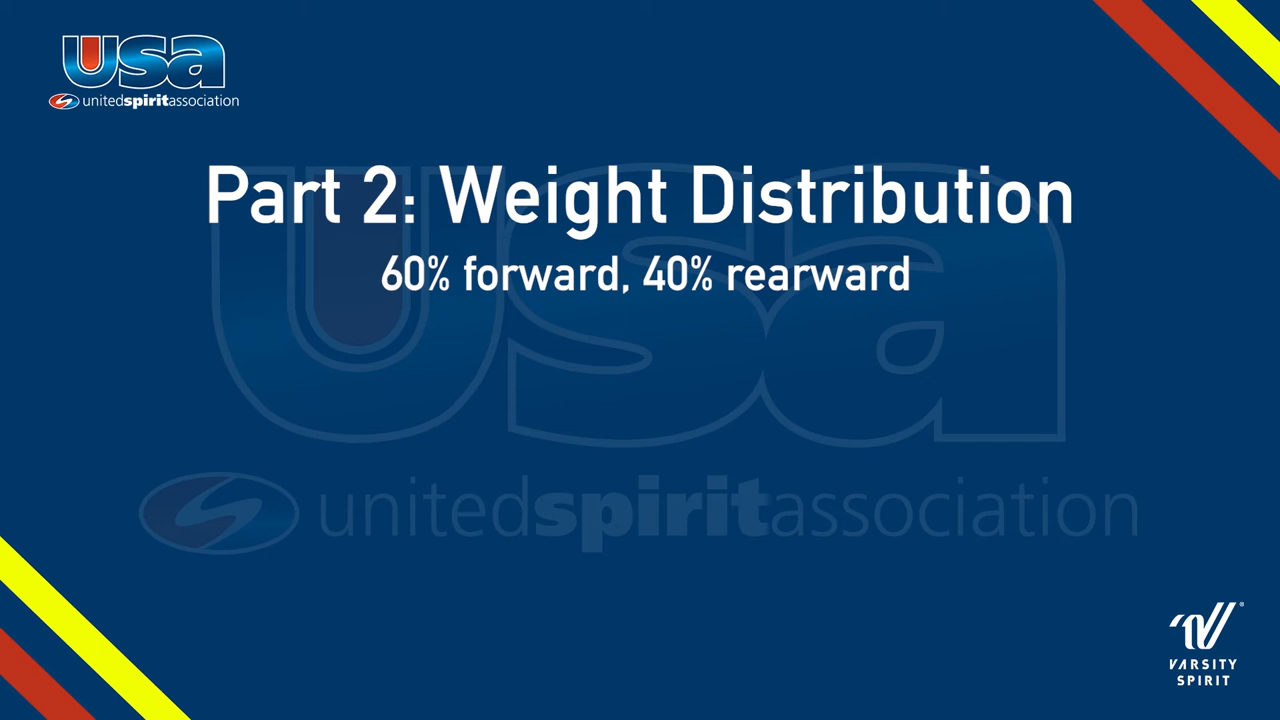 usa
unitedspiritassociation
Part 2: Weight Distribution
60% forward, 40% rearward
usa
unitedspiritassociation
VARSITY
SPIRIT